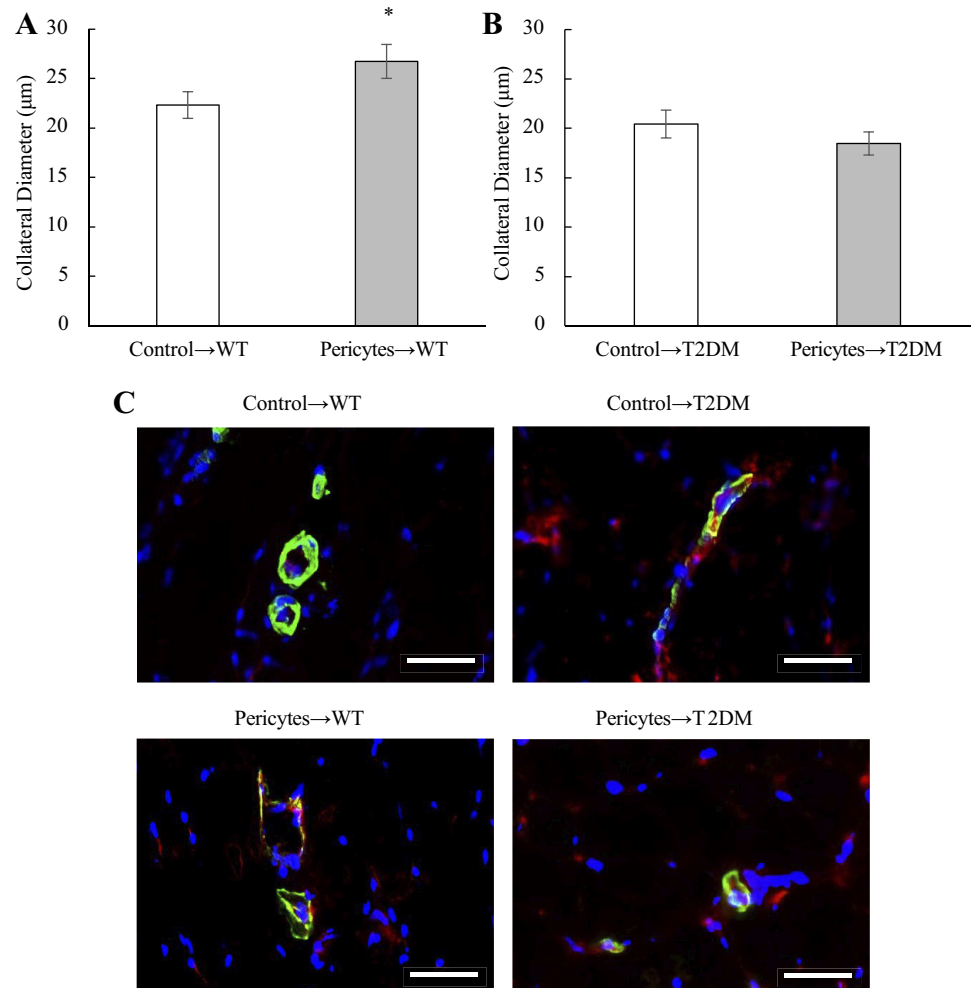 A
*
Collateral Diameter (µm)
30
25
20
15
10
5
0
Control→WT
Pericytes→WT
B
Collateral Diameter (µm)
30
25
20
15
10
5
0
Control→T2DM
Pericytes→T2DM
C
Control→WT
Control→T2DM
Pericytes→WT
Pericytes→T2DM